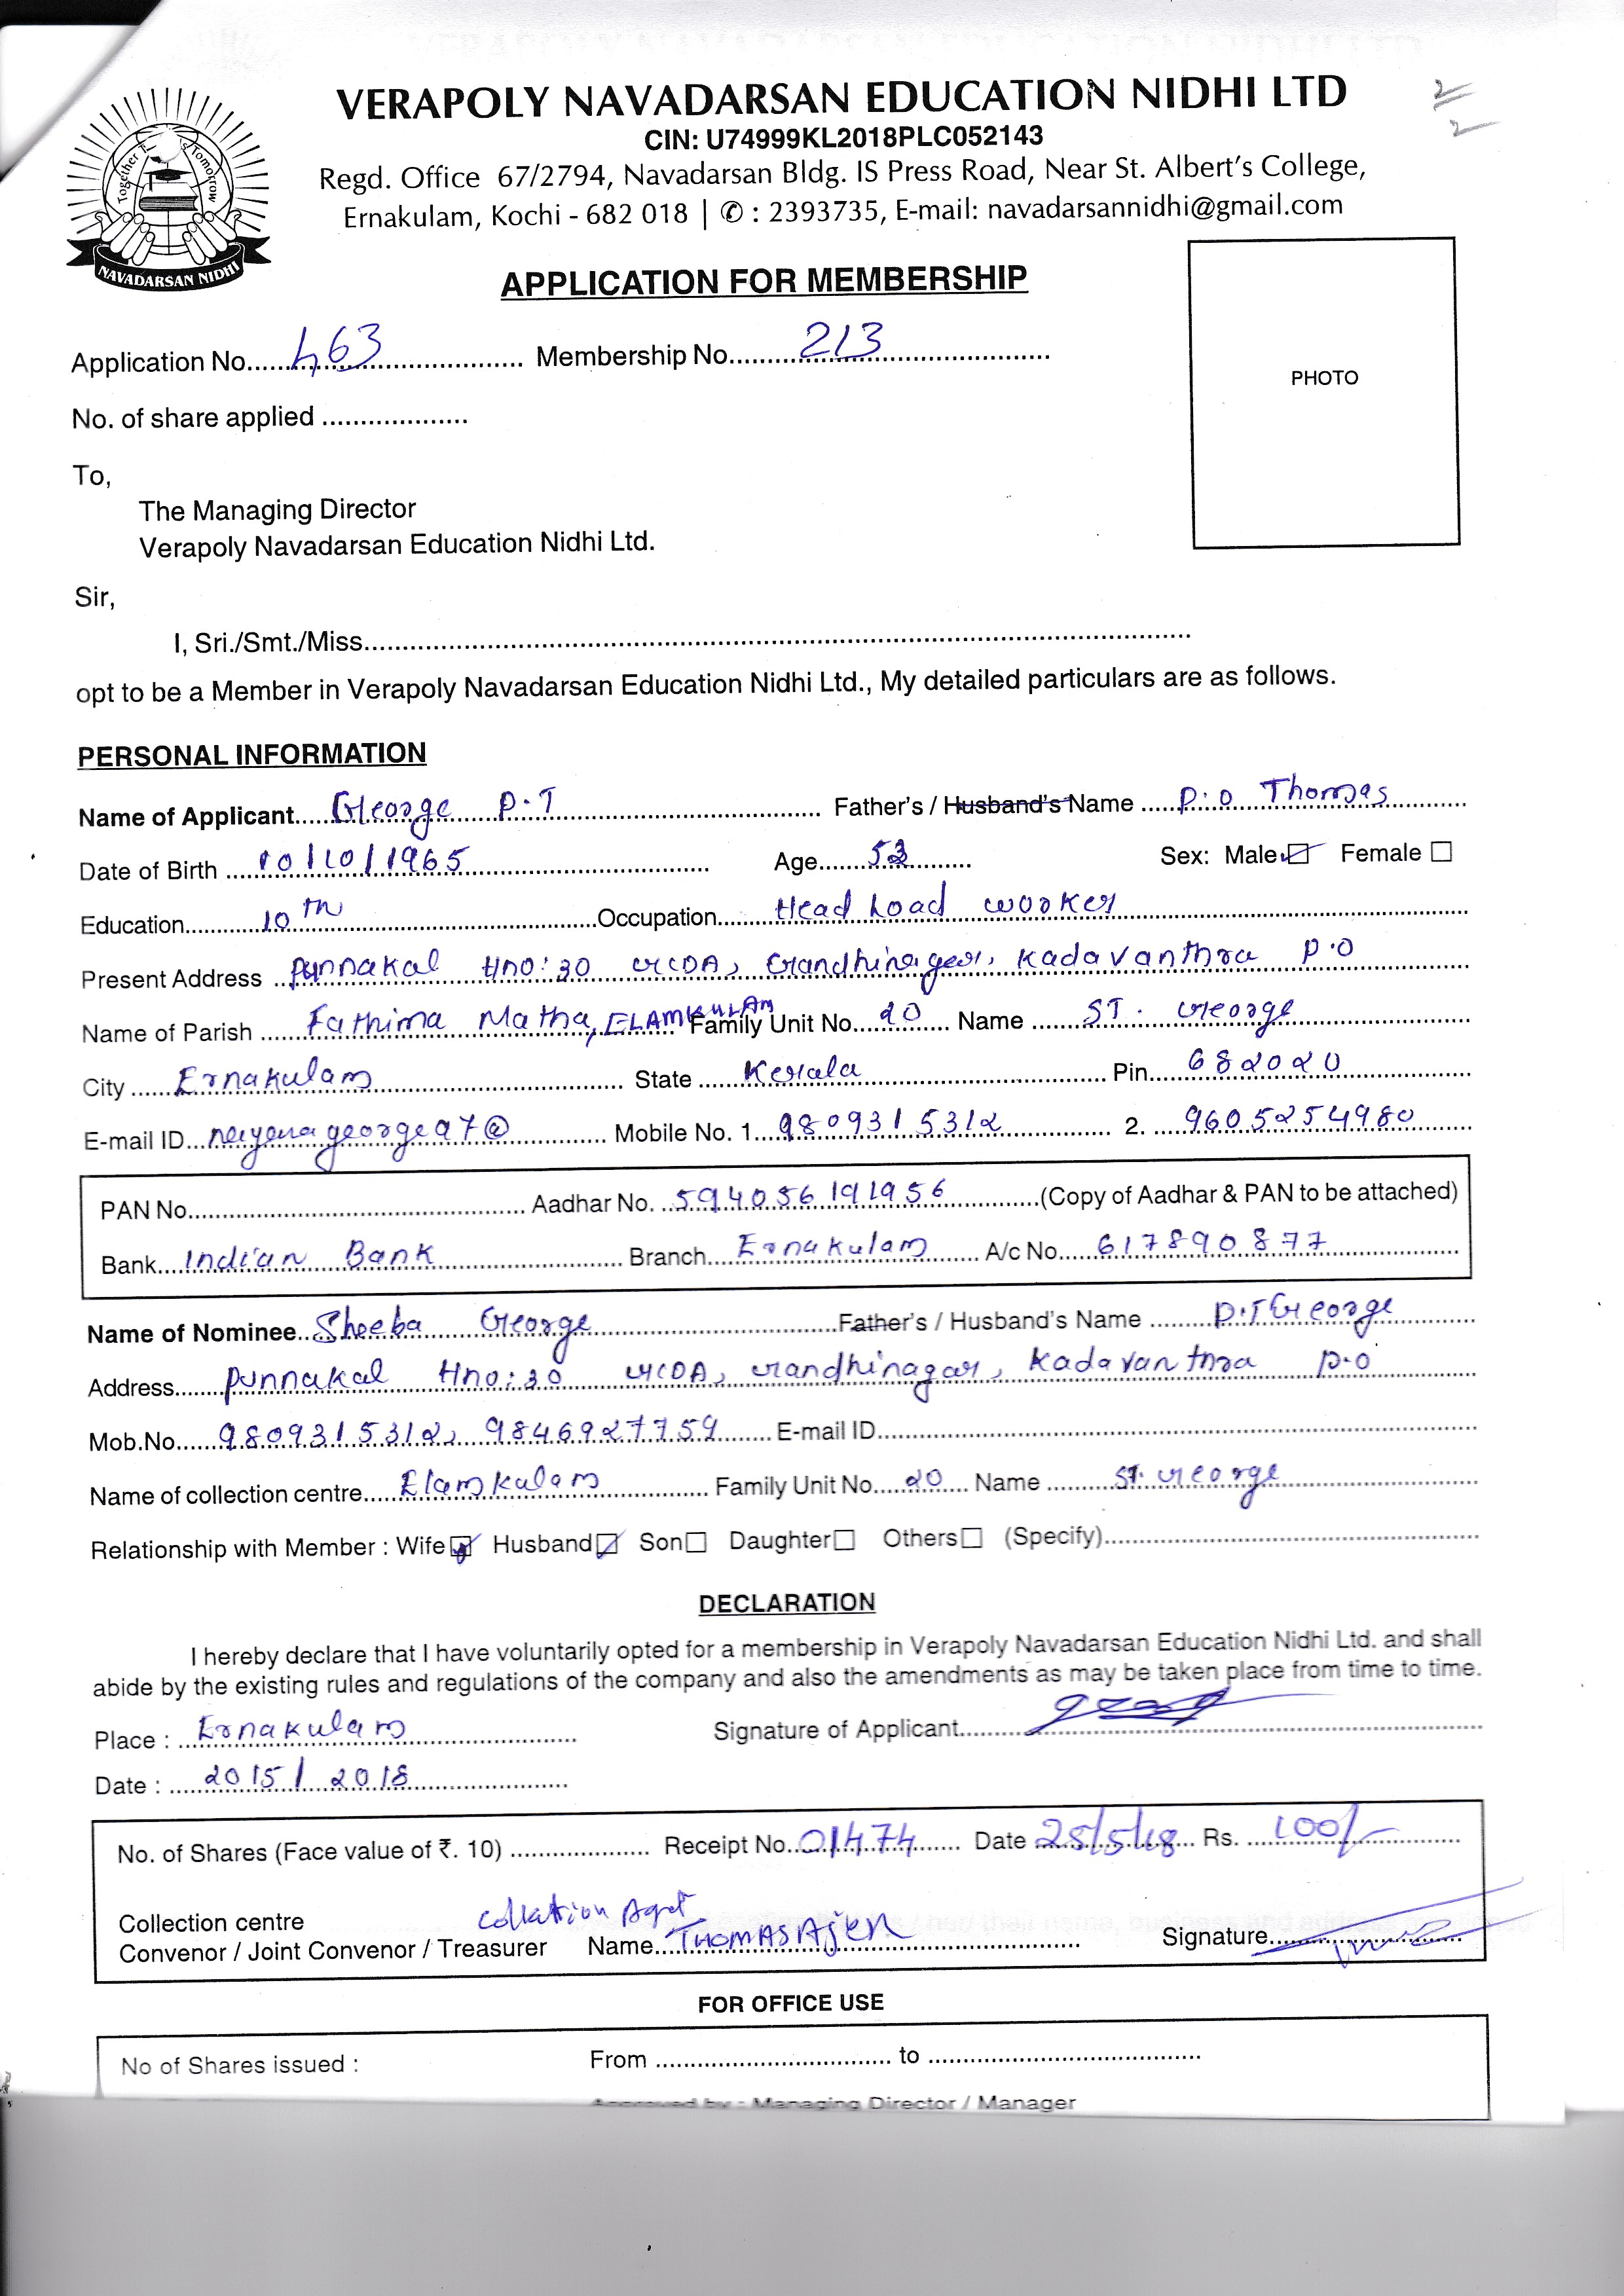 VERAPOLY NAVADARSAN EDUCATION NIDHI LTD
CIN: U74999KL2018PLC052143
Regd. Office 67/2794, Navadarsan Bldg. IS Press Road, Near St. Albert's College,
Ernakulam, Kochi - 682 018 | ✆ : 2393735, E-mail: navadarsannidhi@gmail.com
Together Tomorrow
NAVADARSAN NIDHI
2
2
APPLICATION FOR MEMBERSHIP
Application No. 463 Membership No. 213
PHOTO
No. of share applied
To,
The Managing Director
Verapoly Navadarsan Education Nidhi Ltd.
Sir,
I, Sri./Smt./Miss
opt to be a Member in Verapoly Navadarsan Education Nidhi Ltd., My detailed particulars are as follows.
PERSONAL INFORMATION
Name of Applicant George P.T Father's / Husband's Name P.O Thomas
Date of Birth 10/10/1965 Age Sex: Male ☑ Female ☐
Education 10th Occupation Head Load worker
Present Address Punnakal Hno: 30 GCDA, Gandhinagar, Kadavanthra P.O
Name of Parish Fathima Matha, ELAMKULAM Family Unit No. 20 Name ST. George
City Ernakulam State Kerala Pin 682020
E-mail ID nayanageorge97@ Mobile No. 1. 9809315312 2. 9605254980
PAN No. Aadhar No. 594056191956 (Copy of Aadhar & PAN to be attached)
Bank Indian Bank Branch Ernakulam A/c No. 617890877
Name of Nominee Sheeba George Father's / Husband's Name P.T George
Address Punnakal Hno: 30 GCDA, Gandhinagar, Kadavanthra P.O
Mob.No. 9809315312, 9846927759 E-mail ID
Name of collection centre Elamkulam Family Unit No. 20 Name ST. George
Relationship with Member : Wife ☑ Husband ☑ Son ☐ Daughter ☐ Others ☐ (Specify)
DECLARATION
I hereby declare that I have voluntarily opted for a membership in Verapoly Navadarsan Education Nidhi Ltd. and shall
abide by the existing rules and regulations of the company and also the amendments as may be taken place from time to time.
Place : Ernakulam Signature of Applicant
Date : 2015/ 2018
No. of Shares (Face value of ₹. 10) Receipt No. 01474 Date 25/5/18 Rs. 100/-
Collection centre Collection Agnt
Convenor / Joint Convenor / Treasurer Name THOMAS Ajen Signature
FOR OFFICE USE
No of Shares issued : From to
Approved by : Managing Director / Manager